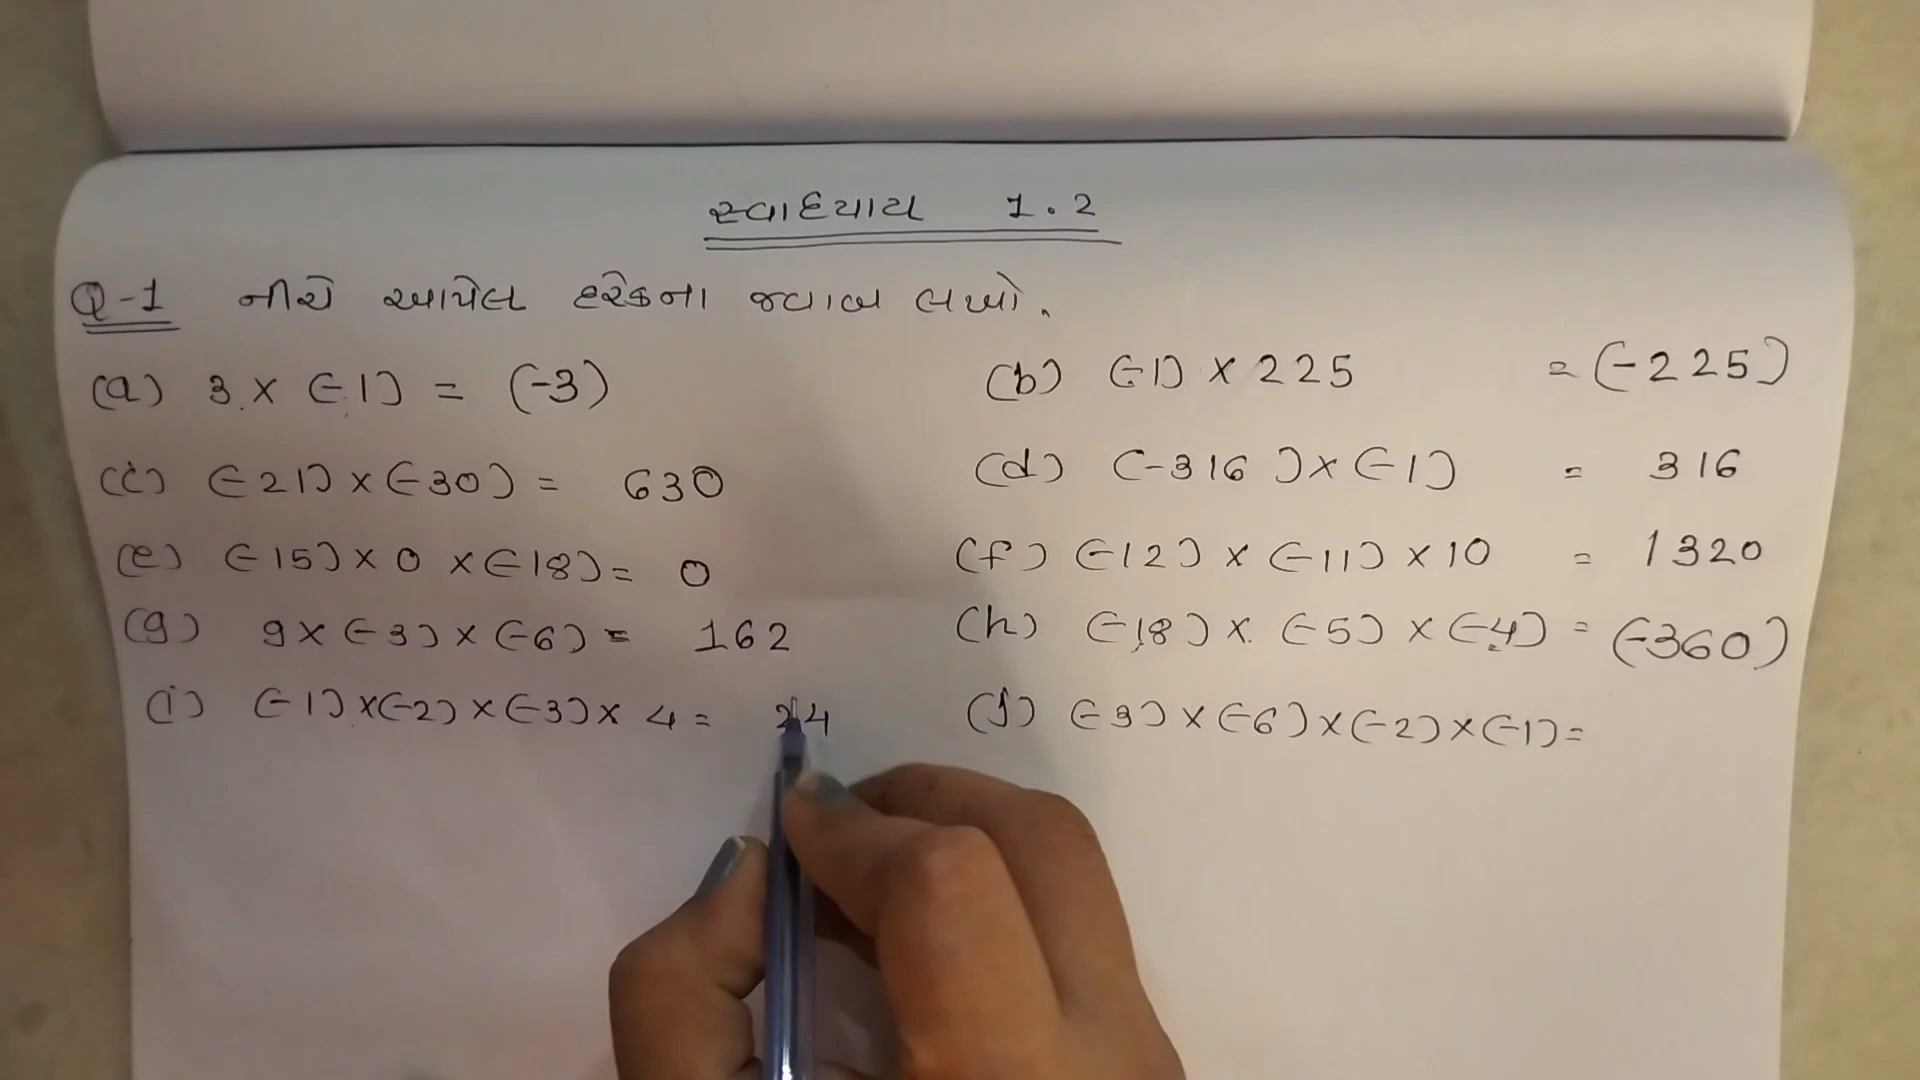 સ્વાધ્યાય 1.2
Q-1 નીચે આપેલ દરેકના જવાબ લખો.
(a) 3 × (-1) = (-3)
(b) (-1) × 225 = (-225)
(c) (-21) × (-30) = 630
(d) (-316) × (-1) = 316
(e) (-15) × 0 × (-18) = 0
(f) (-12) × (-11) × 10 = 1320
(g) 9 × (-3) × (-6) = 162
(h) (-18) × (-5) × (-4) = (-360)
(i) (-1) × (-2) × (-3) × 4 = 24
(j) (-3) × (-6) × (-2) × (-1) =